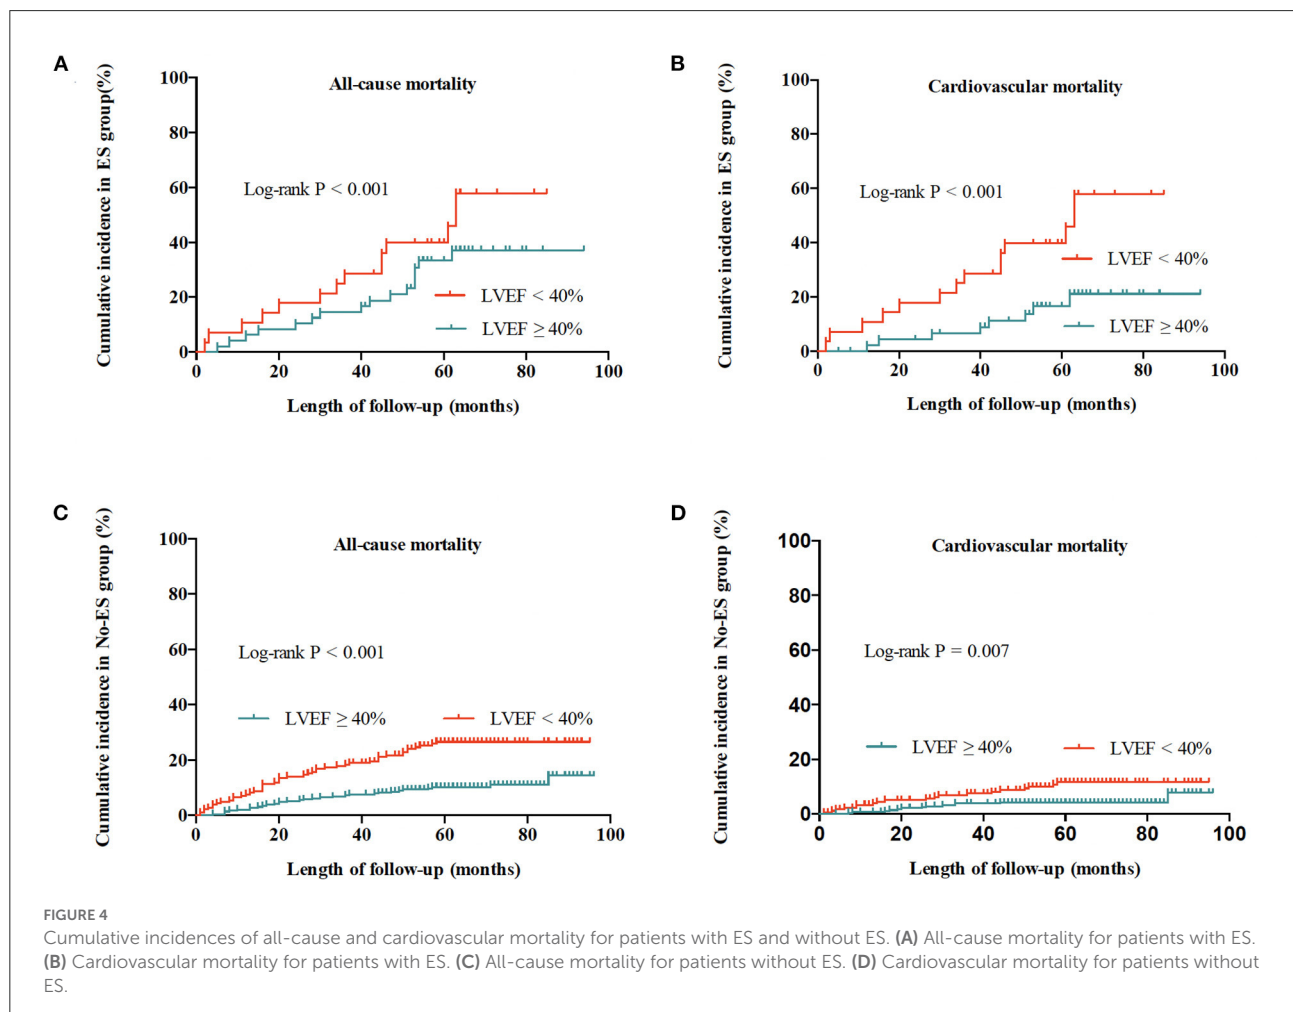 A
All-cause mortality
Cumulative incidence in ES group(%)
100
80
60
40
20
0
Log-rank P < 0.001
LVEF < 40%
LVEF ≥ 40%
0 20 40 60 80 100
Length of follow-up (months)
B
Cardiovascular mortality
Cumulative incidence in ES group (%)
100
80
60
40
20
0
Log-rank P < 0.001
LVEF < 40%
LVEF ≥ 40%
0 20 40 60 80 100
Length of follow-up (months)
C
All-cause mortality
Cumulative incidence in No-ES group (%)
100
80
60
40
20
0
Log-rank P < 0.001
LVEF ≥ 40% LVEF < 40%
0 20 40 60 80 100
Length of follow-up (months)
D
Cardiovascular mortality
Cumulative incidence in No-ES group (%)
100
80
60
40
20
0
Log-rank P = 0.007
LVEF ≥ 40% LVEF < 40%
0 20 40 60 80 100
Length of follow-up (months)
FIGURE 4
Cumulative incidences of all-cause and cardiovascular mortality for patients with ES and without ES. (A) All-cause mortality for patients with ES.
(B) Cardiovascular mortality for patients with ES. (C) All-cause mortality for patients without ES. (D) Cardiovascular mortality for patients without
ES.